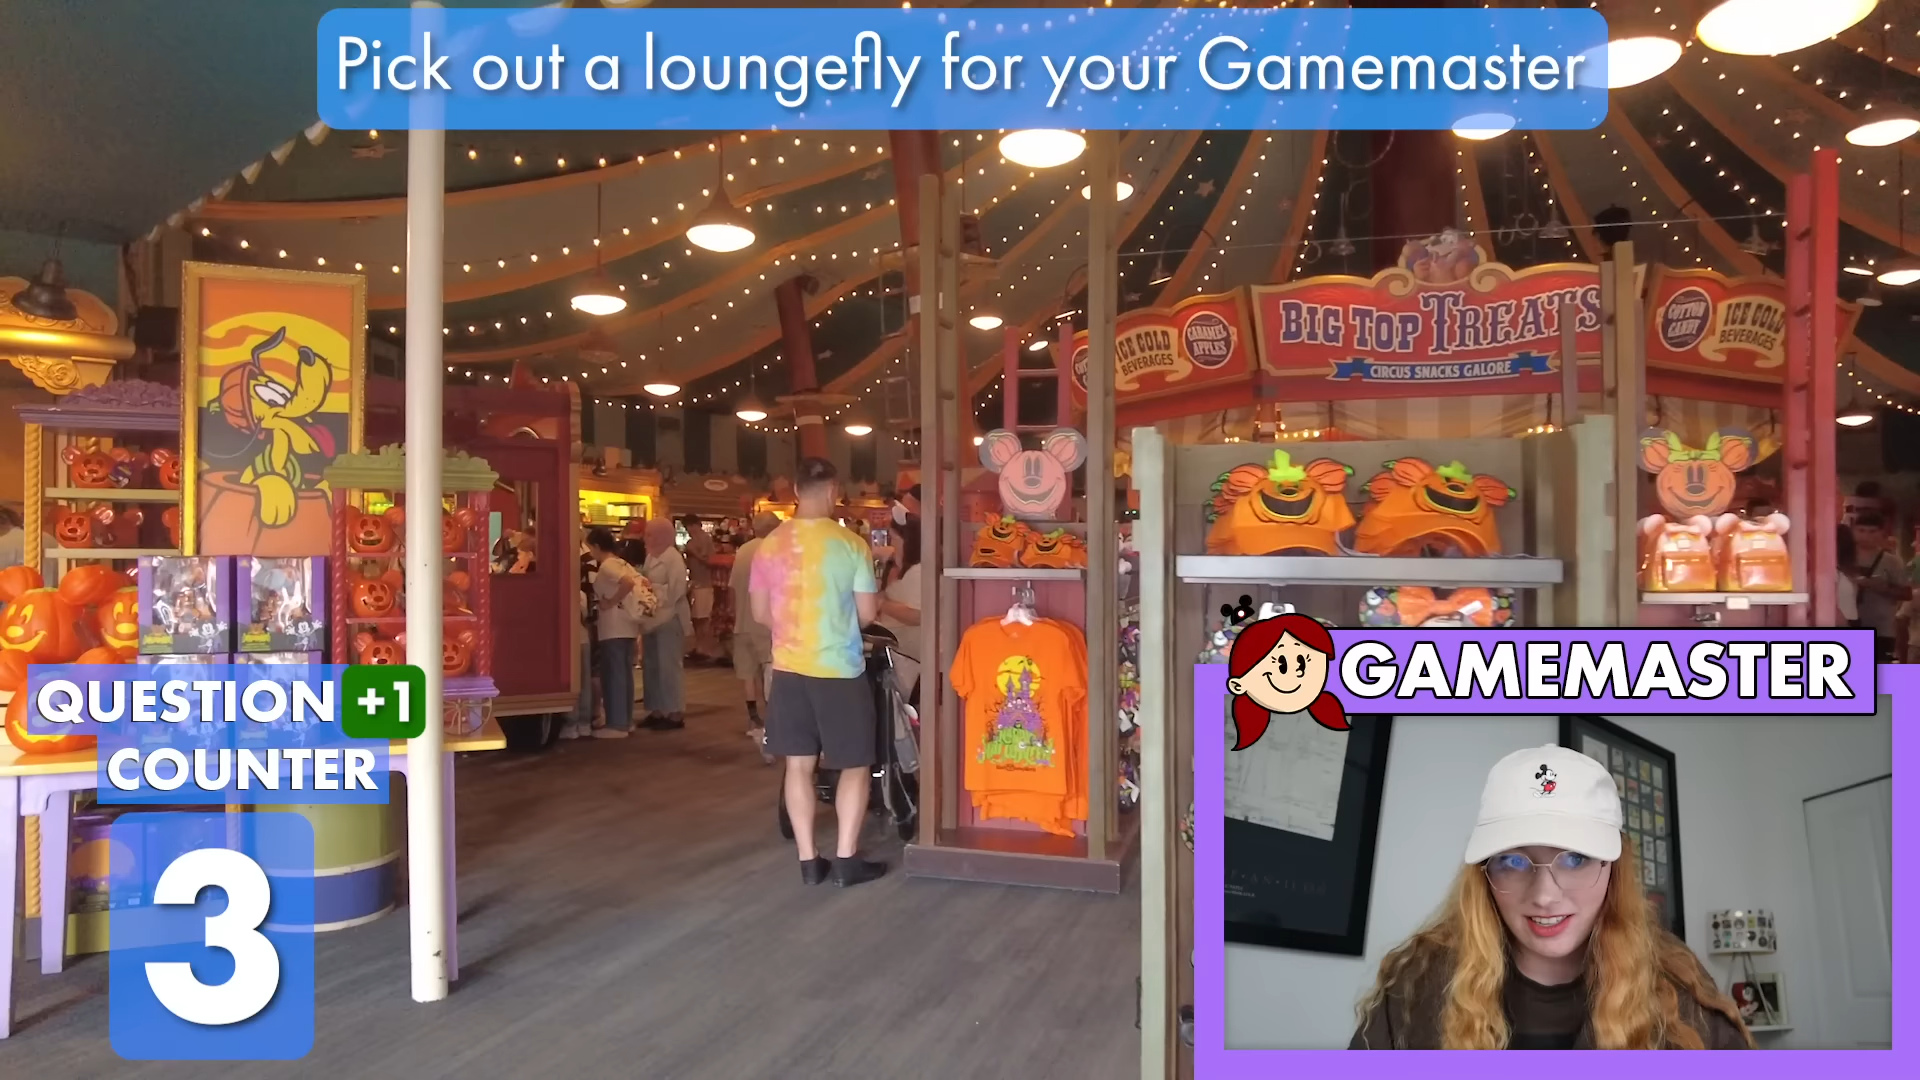 Pick out a loungefly for your Gamemaster
ICE COLD
BEVERAGES
CARAMEL
APPLES
BIG TOP TREATS
CIRCUS SNACKS GALORE
COTTON
CANDY
ICE COLD
BEVERAGES
QUESTION +1
COUNTER
3
GAMEMASTER